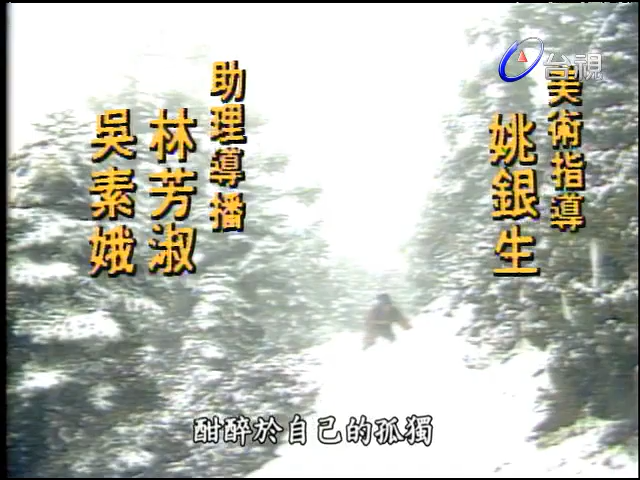 台視
美術指導
姚銀生
助理導播
林芳淑
吳素娥
酣醉於自己的孤獨